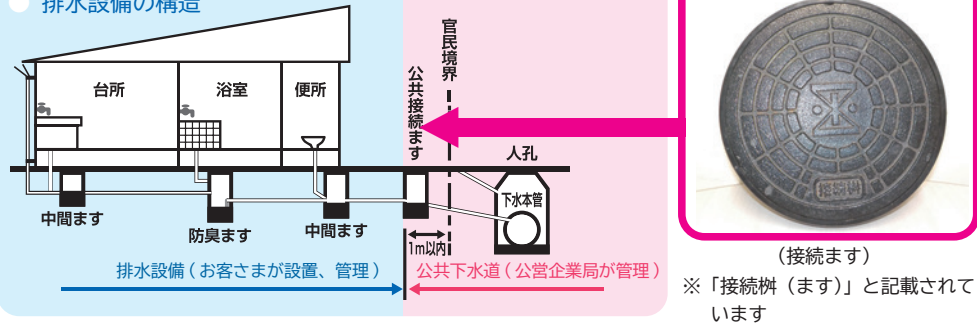 排水設備の構造
台所
浴室
便所
公共接続ます
官民境界
人孔
下水本管
中間ます
防臭ます
中間ます
1m以内
排水設備(お客さまが設置、管理)
公共下水道(公営企業局が管理)
(接続ます)
※「接続桝(ます)」と記載されて
います